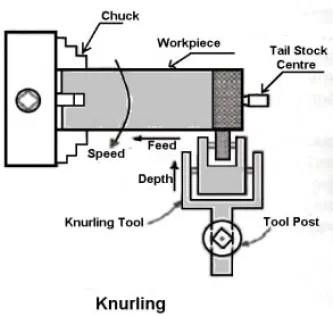 Chuck
Workpiece
Tail Stock
Centre
Speed
Feed
Depth
Knurling Tool
Tool Post
Knurling